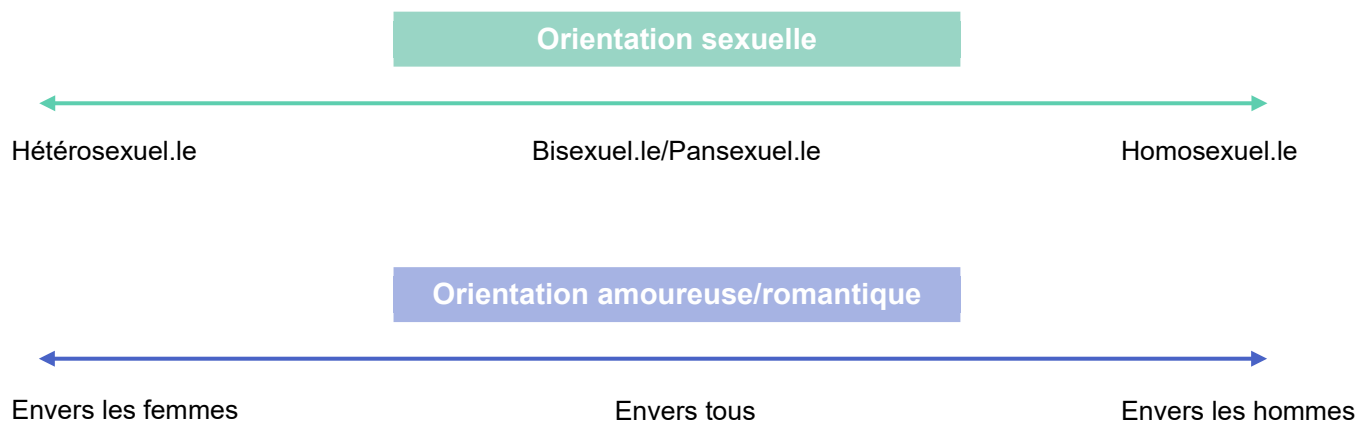 Orientation sexuelle
Hétérosexuel.le Bisexuel.le/Pansexuel.le Homosexuel.le
Orientation amoureuse/romantique
Envers les femmes Envers tous Envers les hommes